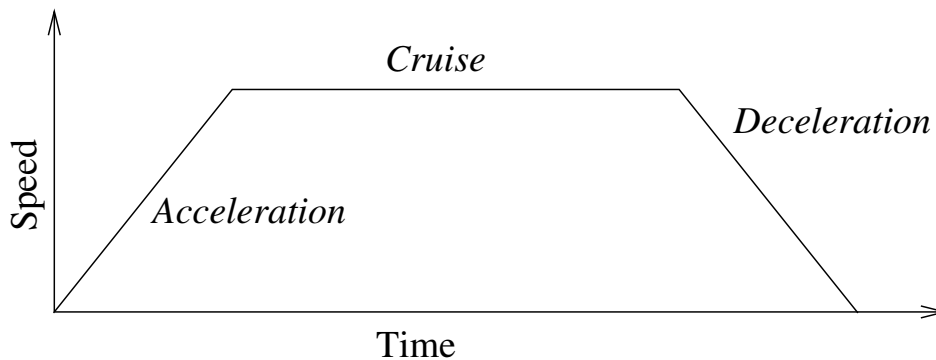 Cruise
Deceleration
Acceleration
Speed
Time